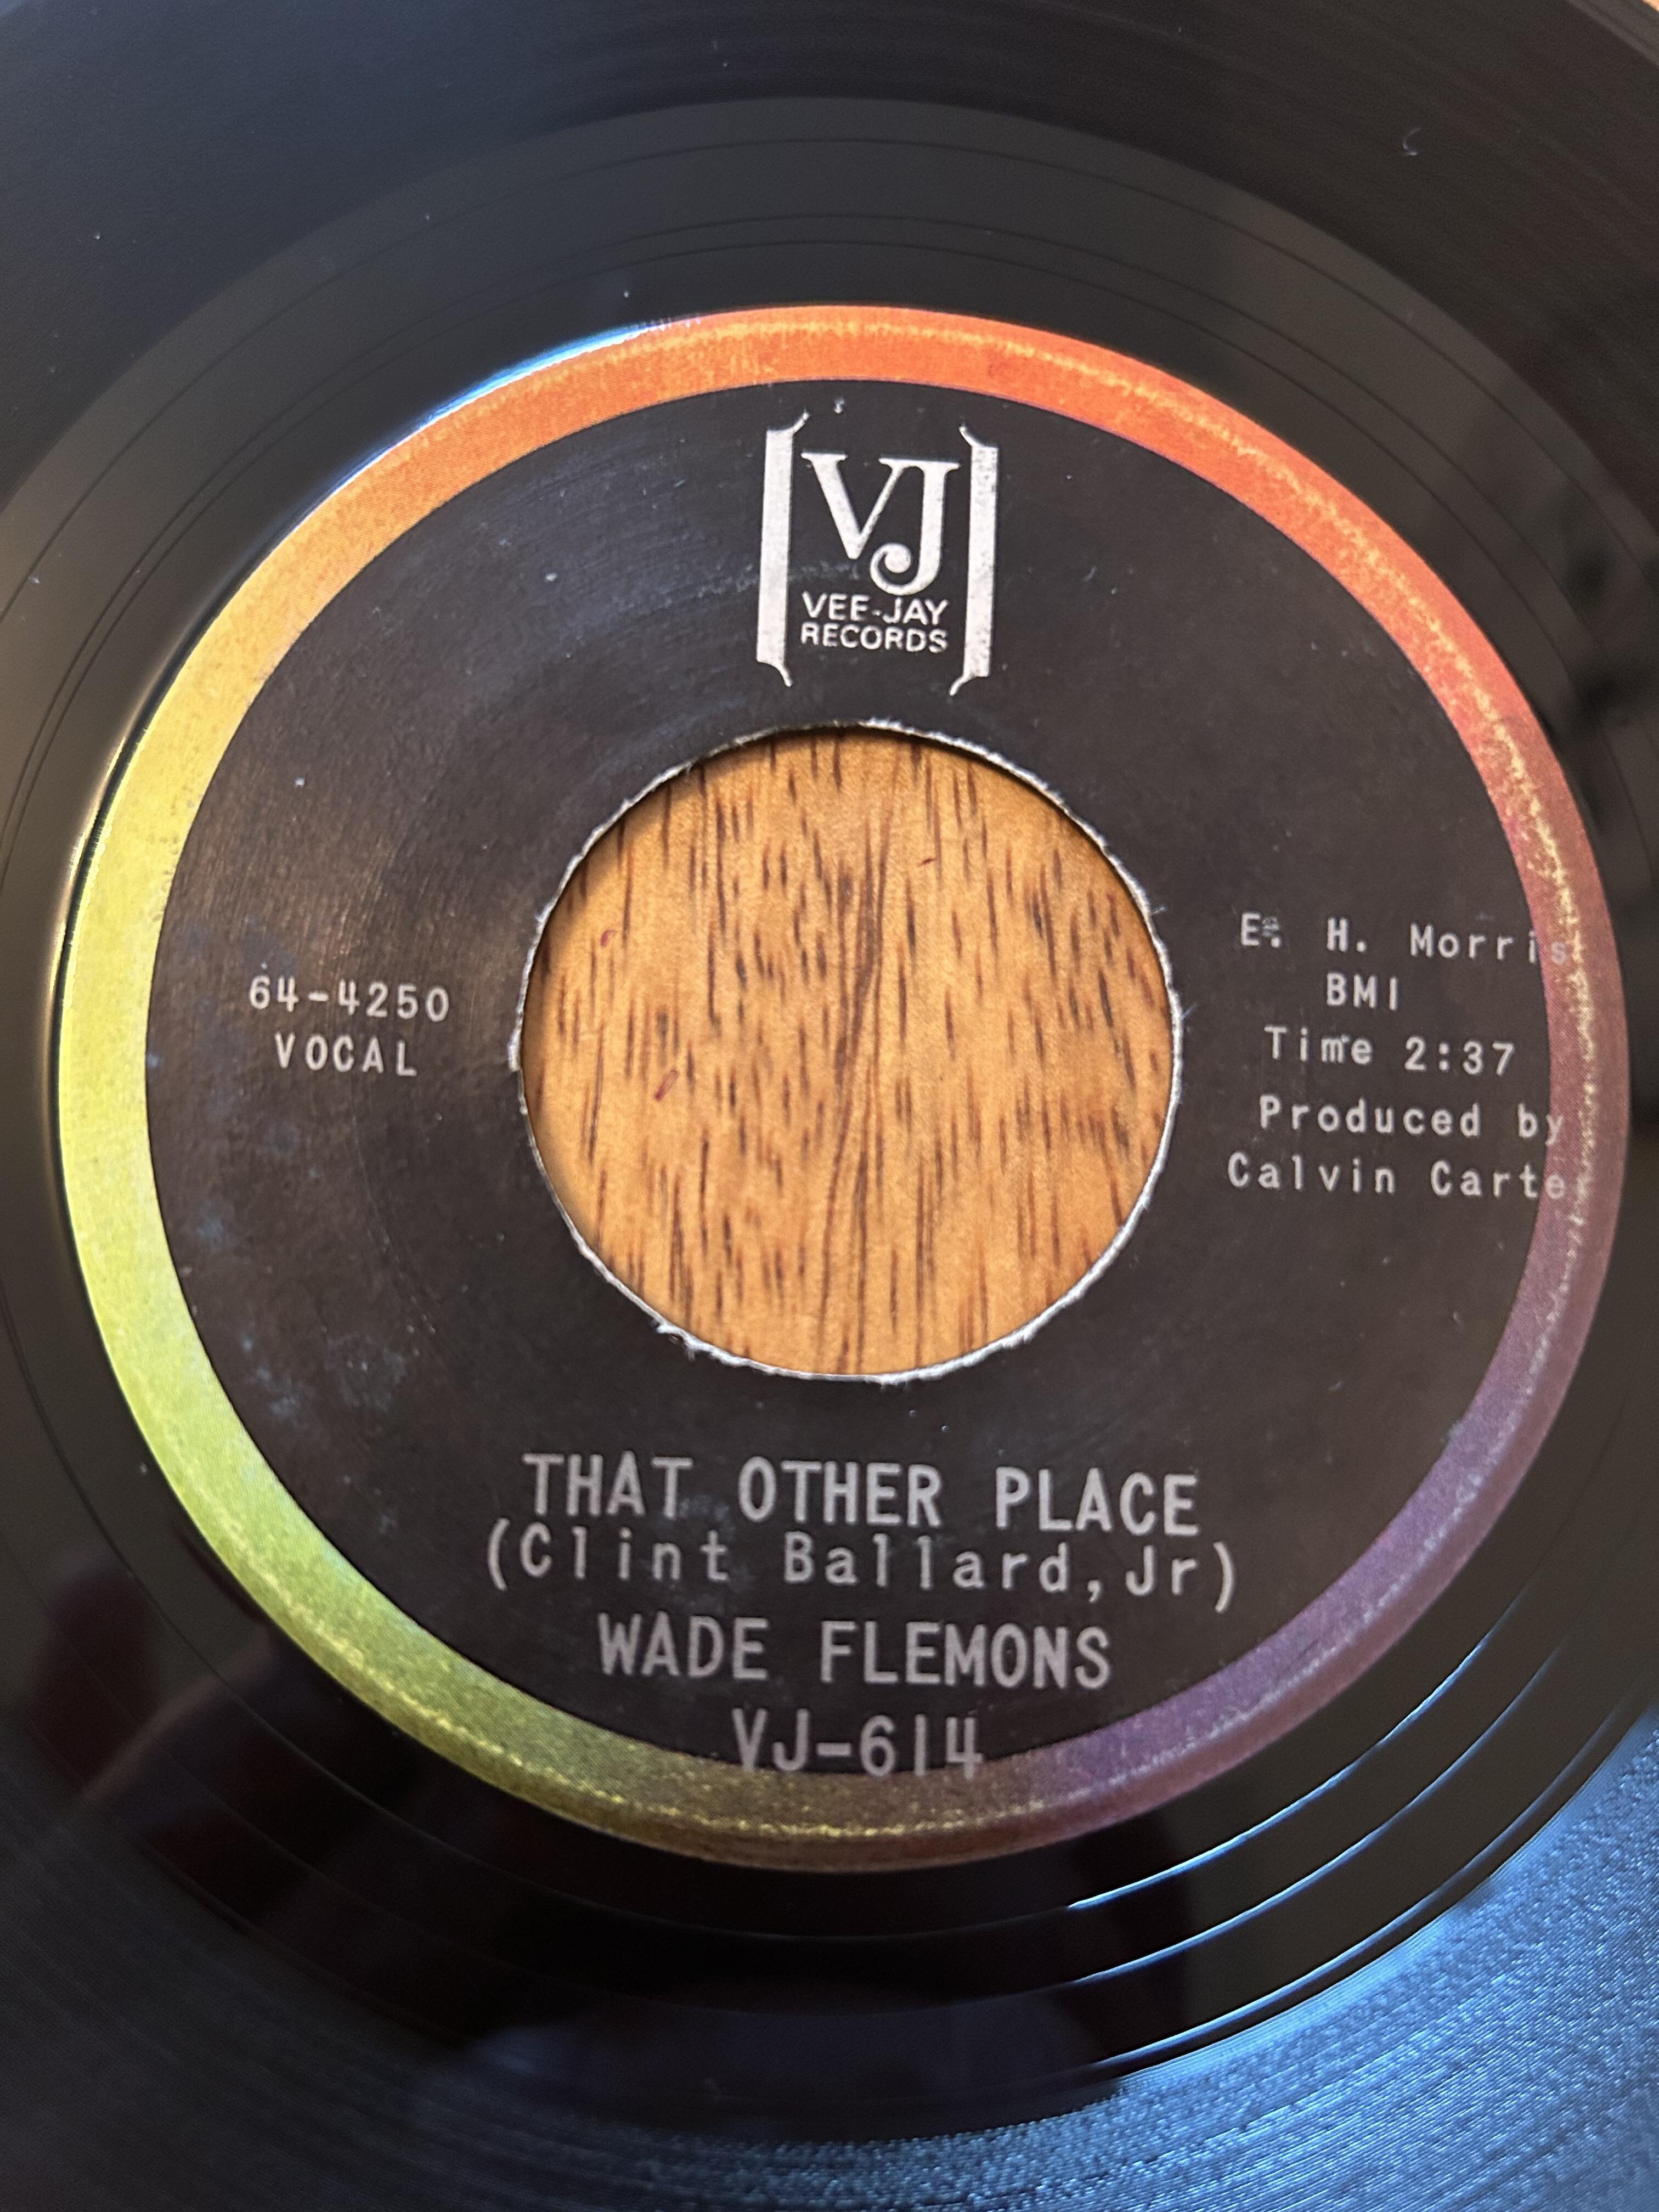 VJ
VEE-JAY
RECORDS
64-4250
VOCAL
E. H. Morris
BMI
Time 2:37
Produced by
Calvin Carte
THAT OTHER PLACE
(Clint Ballard,Jr)
WADE FLEMONS
VJ-614